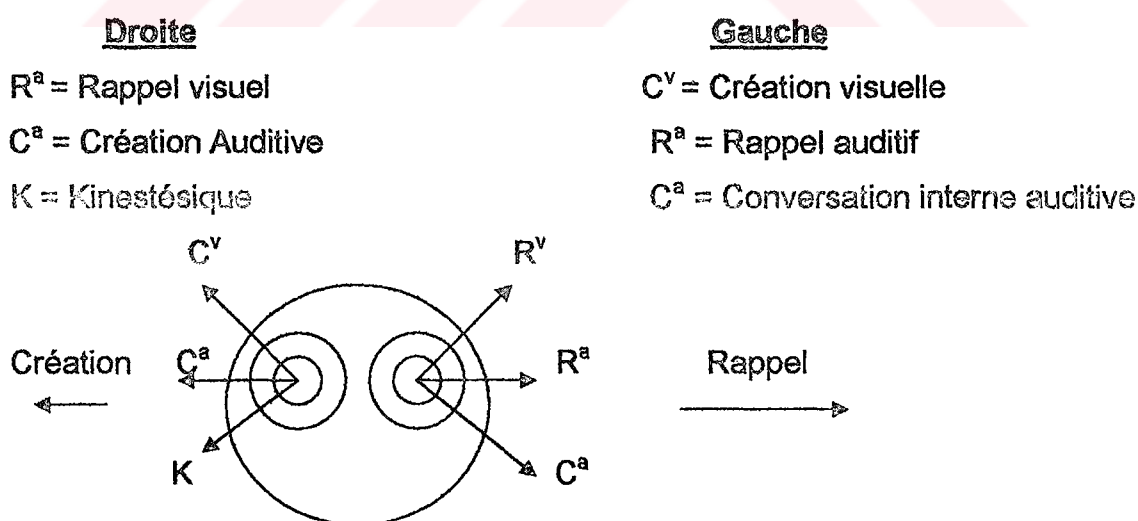 Droite Gauche
Rᵃ = Rappel visuel Cᵛ = Création visuelle
Cᵃ = Création Auditive Rᵃ = Rappel auditif
K = Kinestésique Cᵃ = Conversation interne auditive
Cᵛ Rᵛ
Création Cᵃ Rᵃ Rappel
K Cᵃ